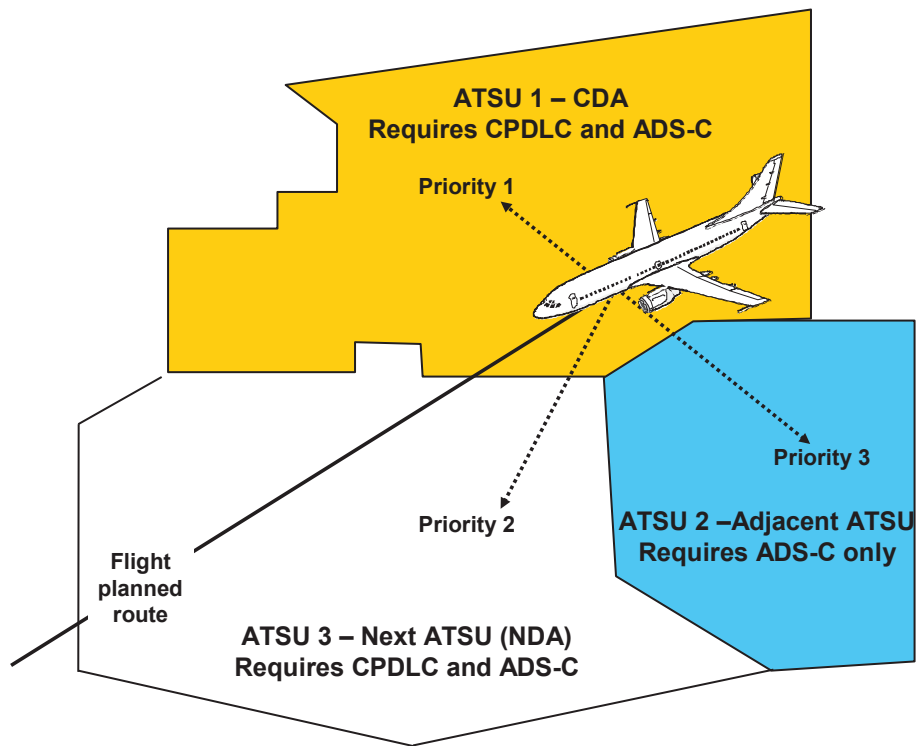 ATSU 1 – CDA
Requires CPDLC and ADS-C
Priority 1
Priority 3
Priority 2
ATSU 2 –Adjacent ATSU
Requires ADS-C only
Flight
planned
route
ATSU 3 – Next ATSU (NDA)
Requires CPDLC and ADS-C